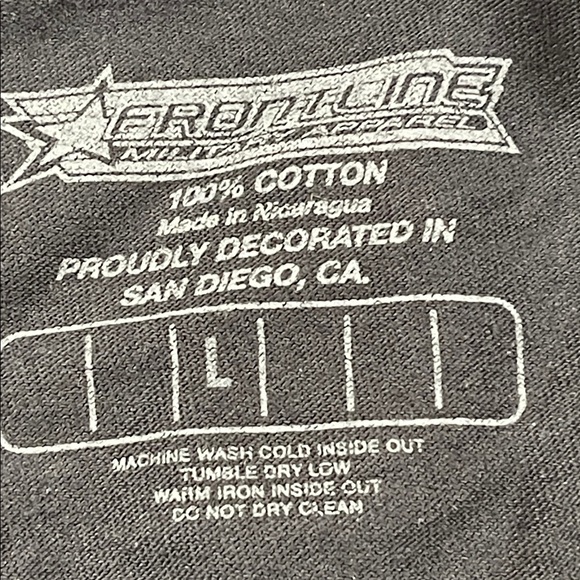 FRONTLINE
MILITARY APPAREL
100% COTTON
Made in Nicaragua
PROUDLY DECORATED IN
SAN DIEGO, CA.
L
MACHINE WASH COLD INSIDE OUT
TUMBLE DRY LOW
WARM IRON INSIDE OUT
DO NOT DRY CLEAN